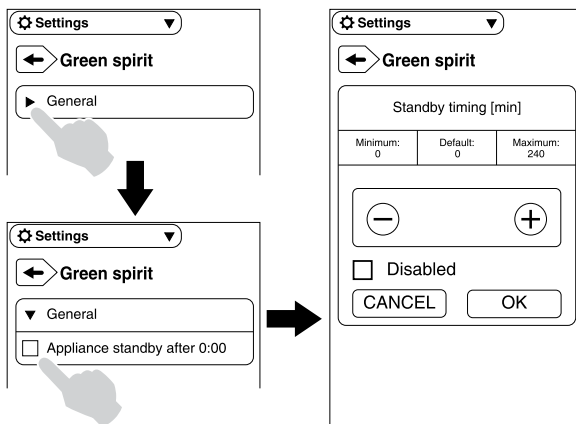 Settings
Green spirit
General
Settings
Green spirit
General
Appliance standby after 0:00
Settings
Green spirit
Standby timing [min]
Minimum: Default: Maximum:
0 0 240
Disabled
CANCEL OK